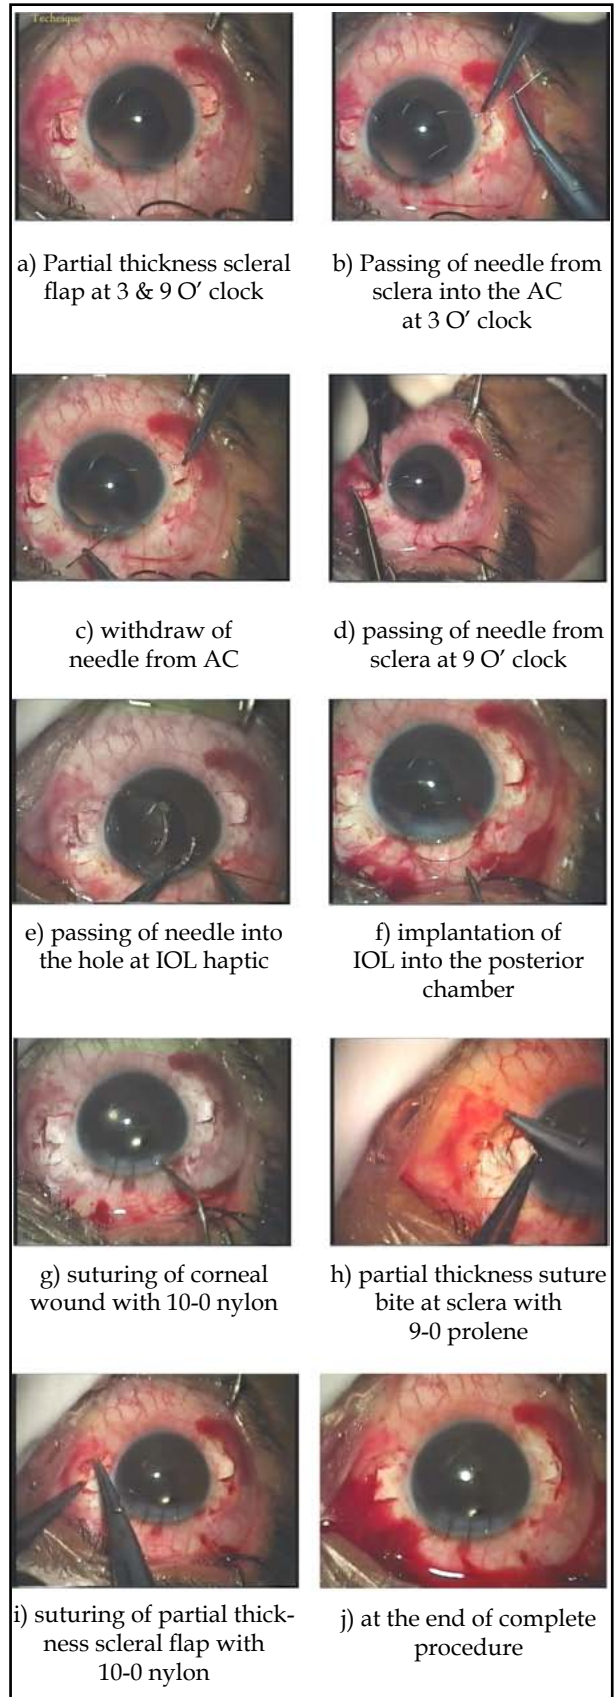 Technique
a) Partial thickness scleral
flap at 3 & 9 O’ clock
b) Passing of needle from
sclera into the AC
at 3 O’ clock
c) withdraw of
needle from AC
d) passing of needle from
sclera at 9 O’ clock
e) passing of needle into
the hole at IOL haptic
f) implantation of
IOL into the posterior
chamber
g) suturing of corneal
wound with 10-0 nylon
h) partial thickness suture
bite at sclera with
9-0 prolene
i) suturing of partial thick-
ness scleral flap with
10-0 nylon
j) at the end of complete
procedure